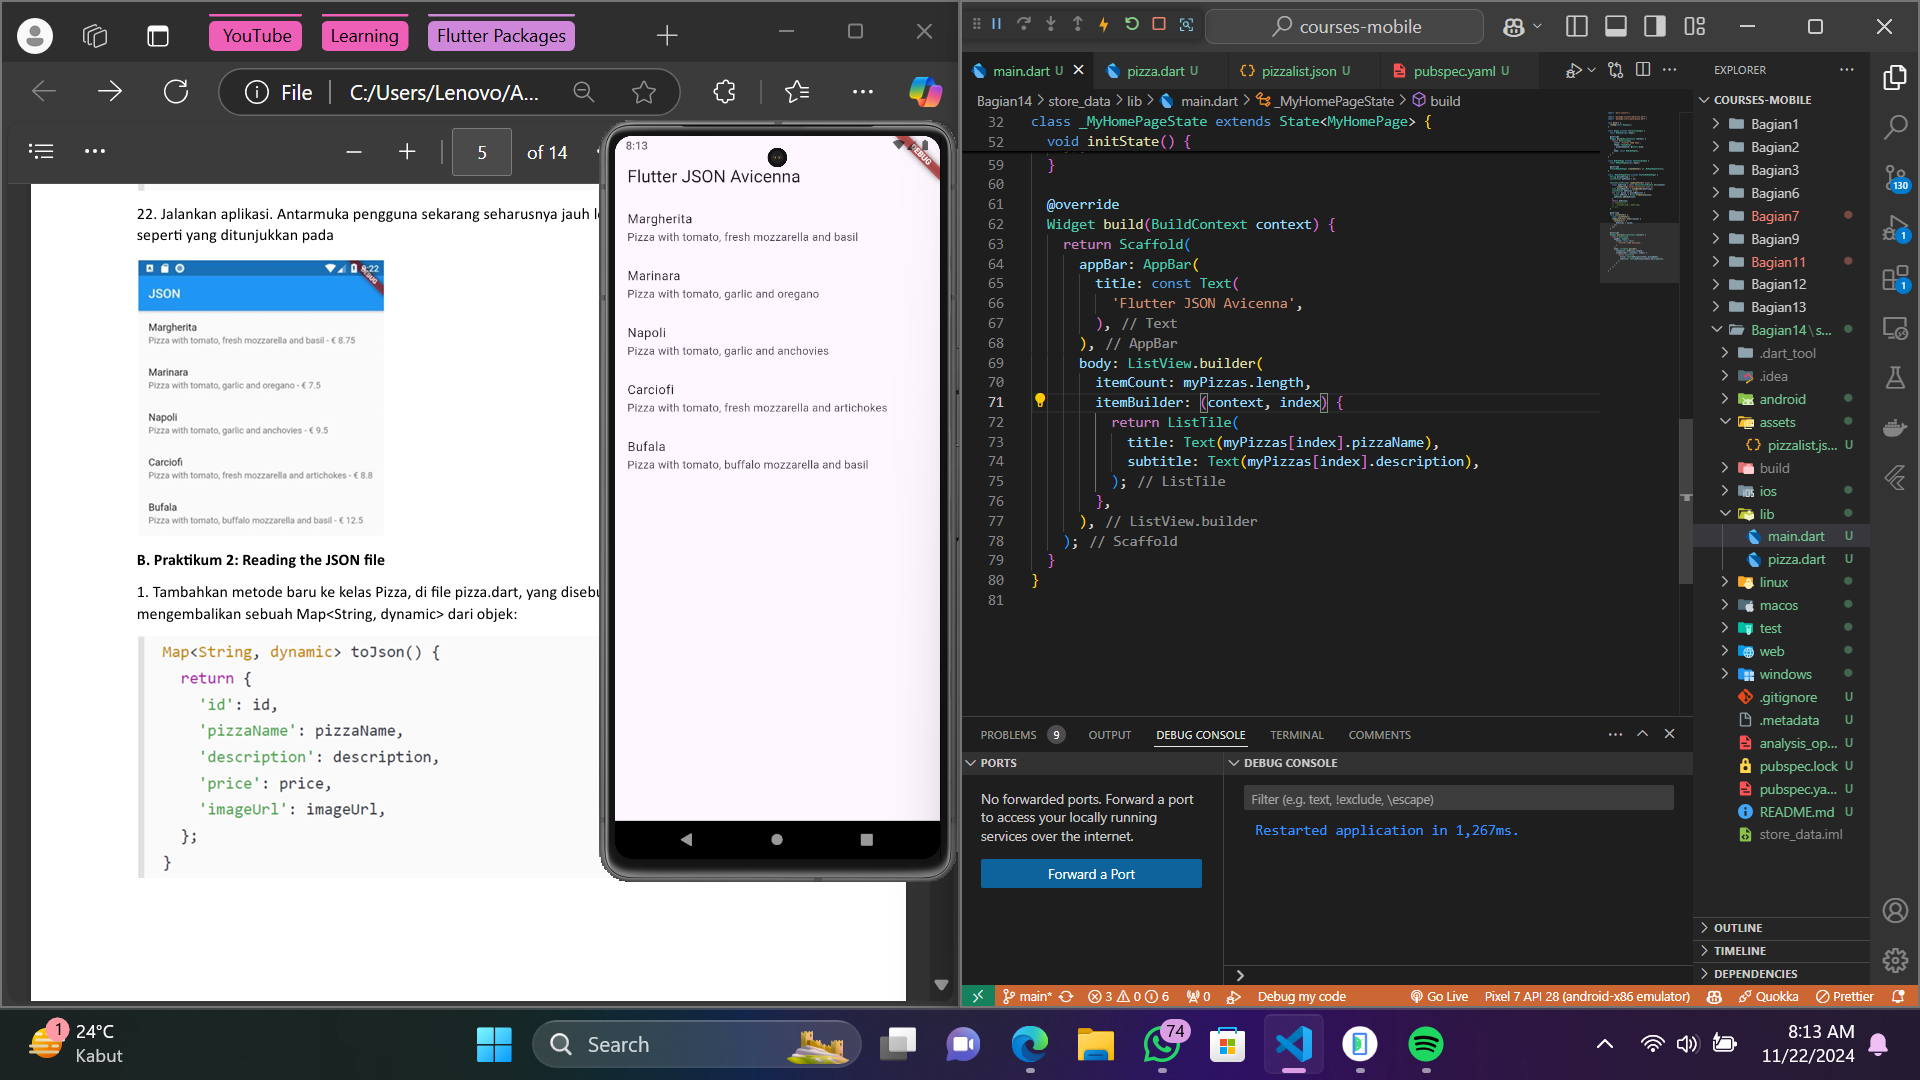 YouTube
Learning
Flutter Packages
File
C:/Users/Lenovo/A...
5
of 14
22. Jalankan aplikasi. Antarmuka pengguna sekarang seharusnya jauh
seperti yang ditunjukkan pada
8:22
JSON
Margherita
Pizza with tomato, fresh mozzarella and basil - € 8.75
Marinara
Pizza with tomato, garlic and oregano - € 7.5
Napoli
Pizza with tomato, garlic and anchovies - € 9.5
Carciofi
Pizza with tomato, fresh mozzarella and artichokes - € 8.8
Bufala
Pizza with tomato, buffalo mozzarella and basil - € 12.5
B. Praktikum 2: Reading the JSON file
1. Tambahkan metode baru ke kelas Pizza, di file pizza.dart, yang disebu
mengembalikan sebuah Map<String, dynamic> dari objek:
Map<String, dynamic> toJson() {
return {
'id': id,
'pizzaName': pizzaName,
'description': description,
'price': price,
'imageUrl': imageUrl,
};
}
8:13
DEBUG
Flutter JSON Avicenna
Margherita
Pizza with tomato, fresh mozzarella and basil
Marinara
Pizza with tomato, garlic and oregano
Napoli
Pizza with tomato, garlic and anchovies
Carciofi
Pizza with tomato, fresh mozzarella and artichokes
Bufala
Pizza with tomato, buffalo mozzarella and basil
courses-mobile
main.dart U
pizza.dart U
{} pizzalist.json U
pubspec.yaml U
Bagian14 > store_data > lib > main.dart > _MyHomePageState > build
32 class _MyHomePageState extends State<MyHomePage> {
52 void initState() {
59 }
60
61 @override
62 Widget build(BuildContext context) {
63 return Scaffold(
64 appBar: AppBar(
65 title: const Text(
66 'Flutter JSON Avicenna',
67 ), // Text
68 ), // AppBar
69 body: ListView.builder(
70 itemCount: myPizzas.length,
71 itemBuilder: (context, index) {
72 return ListTile(
73 title: Text(myPizzas[index].pizzaName),
74 subtitle: Text(myPizzas[index].description),
75 ); // ListTile
76 },
77 ), // ListView.builder
78 ); // Scaffold
79 }
80 }
81
PROBLEMS 9
OUTPUT
DEBUG CONSOLE
TERMINAL
COMMENTS
PORTS
No forwarded ports. Forward a port
to access your locally running
services over the internet.
Forward a Port
DEBUG CONSOLE
Filter (e.g. text, !exclude, \escape)
Restarted application in 1,267ms.
EXPLORER
COURSES-MOBILE
Bagian1
Bagian2
Bagian3
Bagian6
Bagian7
Bagian9
Bagian11
Bagian12
Bagian13
Bagian14\s...
.dart_tool
.idea
android
assets
{} pizzalist.js... U
build
ios
lib
main.dart U
pizza.dart U
linux
macos
test
web
windows
.gitignore U
.metadata U
analysis_op... U
pubspec.lock U
pubspec.ya... U
README.md U
store_data.iml
OUTLINE
TIMELINE
DEPENDENCIES
130
1
1
main*
3
0
6
0
Debug my code
Go Live
Pixel 7 API 28 (android-x86 emulator)
Quokka
Prettier
1
24°C
Kabut
Search
74
8:13 AM
11/22/2024